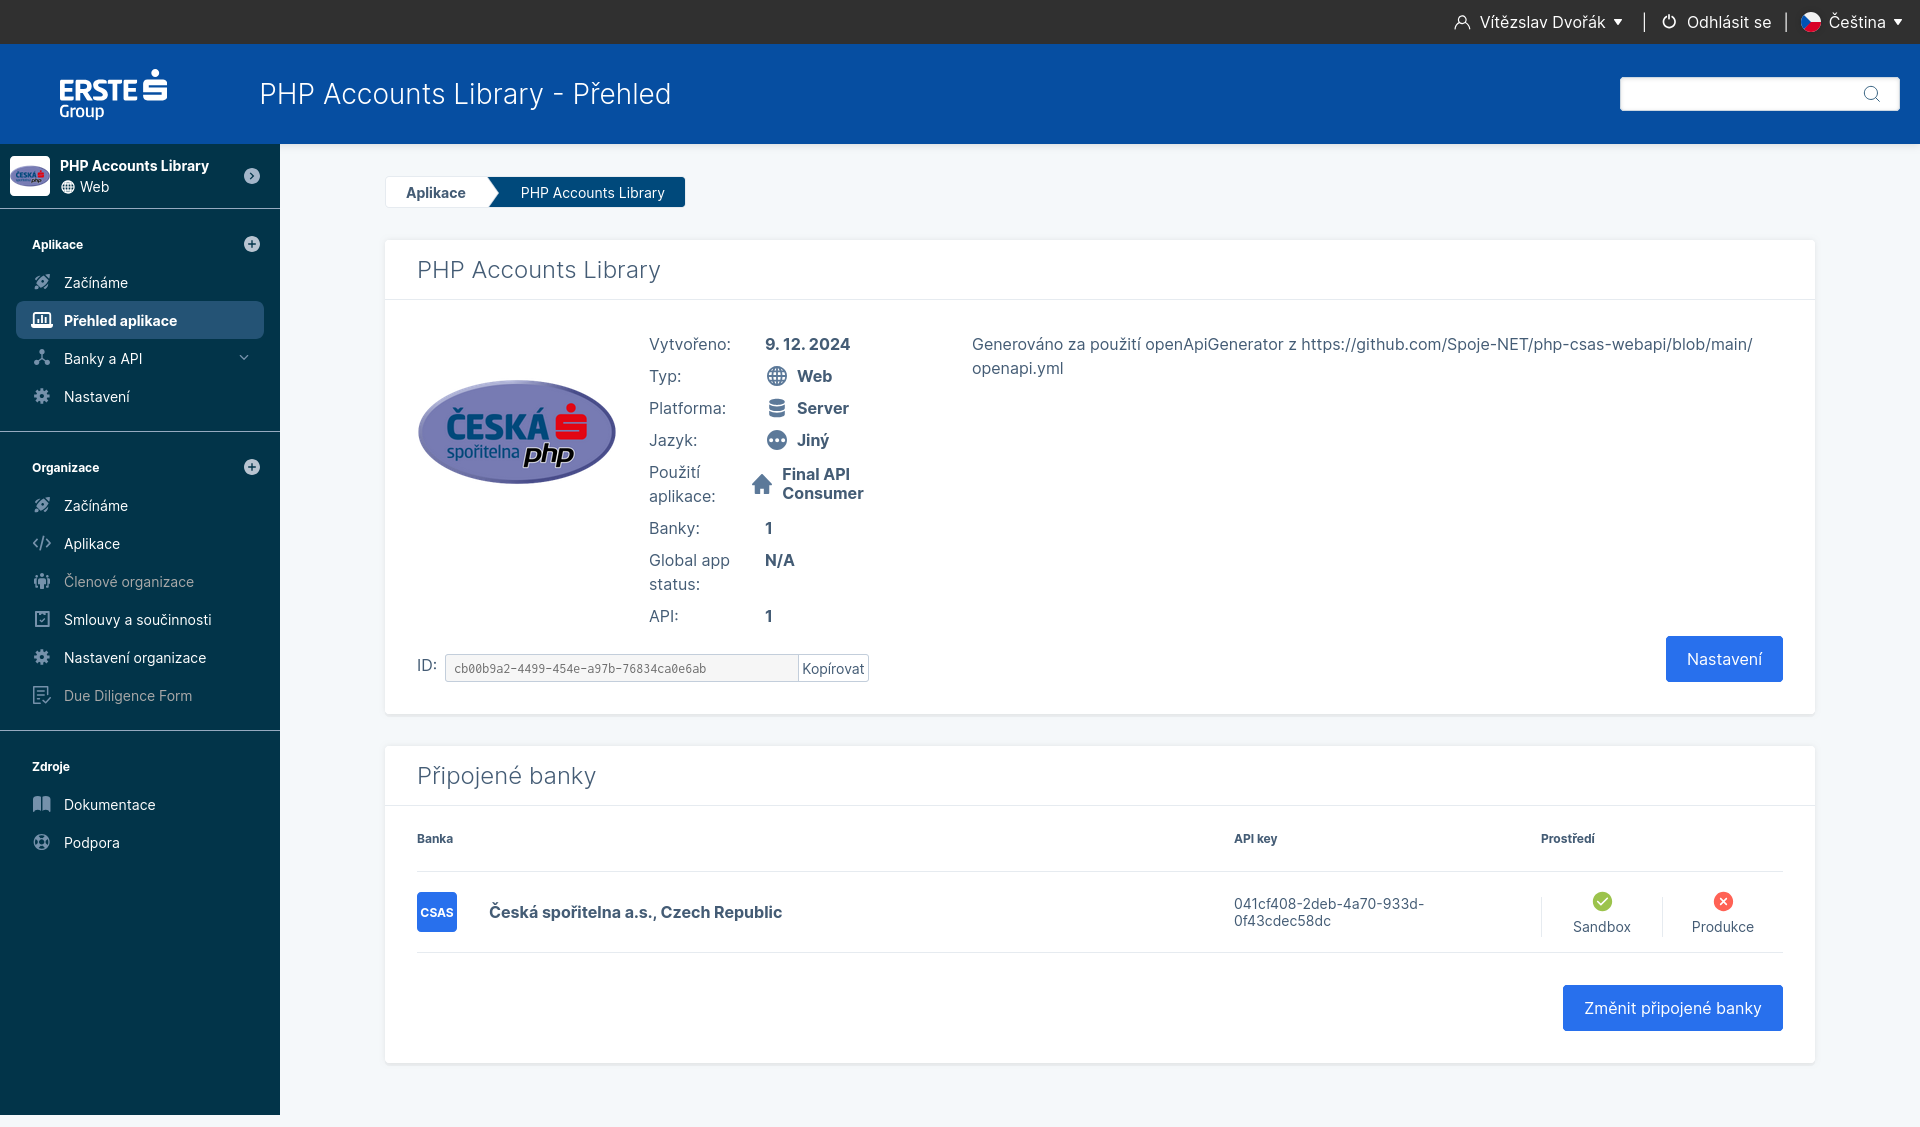 Vítězslav Dvořák
Odhlásit se
Čeština
ERSTE
Group
PHP Accounts Library - Přehled
PHP Accounts Library
Web
Aplikace
Začínáme
Přehled aplikace
Banky a API
Nastavení
Organizace
Začínáme
Aplikace
Členové organizace
Smlouvy a součinnosti
Nastavení organizace
Due Diligence Form
Zdroje
Dokumentace
Podpora
Aplikace
PHP Accounts Library
PHP Accounts Library
ČESKÁ
spořitelna
php
Vytvořeno: 9. 12. 2024
Typ: Web
Platforma: Server
Jazyk: Jiný
Použití aplikace: Final API Consumer
Banky: 1
Global app status: N/A
API: 1
Generováno za použití openApiGenerator z https://github.com/Spoje-NET/php-csas-webapi/blob/main/
openapi.yml
ID: cb00b9a2-4499-454e-a97b-76834ca0e6ab Kopírovat
Nastavení
Připojené banky
Banka API key Prostředí
CSAS Česká spořitelna a.s., Czech Republic
041cf408-2deb-4a70-933d-
0f43cdec58dc
Sandbox
Produkce
Změnit připojené banky